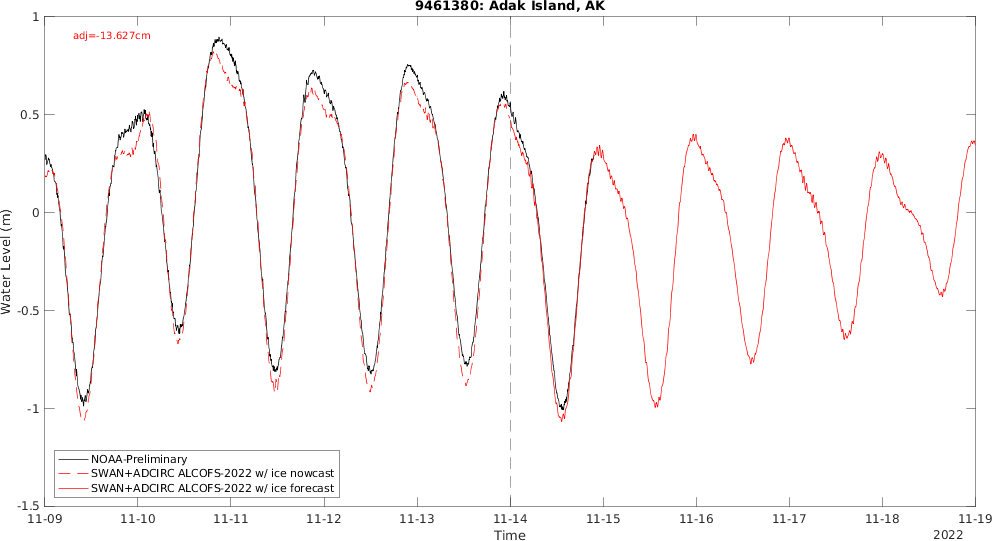 9461380: Adak Island, AK
adj=-13.627cm
1
0.5
0
-0.5
-1
-1.5
Water Level (m)
NOAA-Preliminary
SWAN+ADCIRC ALCOFS-2022 w/ ice nowcast
SWAN+ADCIRC ALCOFS-2022 w/ ice forecast
11-09 11-10 11-11 11-12 11-13 11-14 11-15 11-16 11-17 11-18 11-19
Time
2022